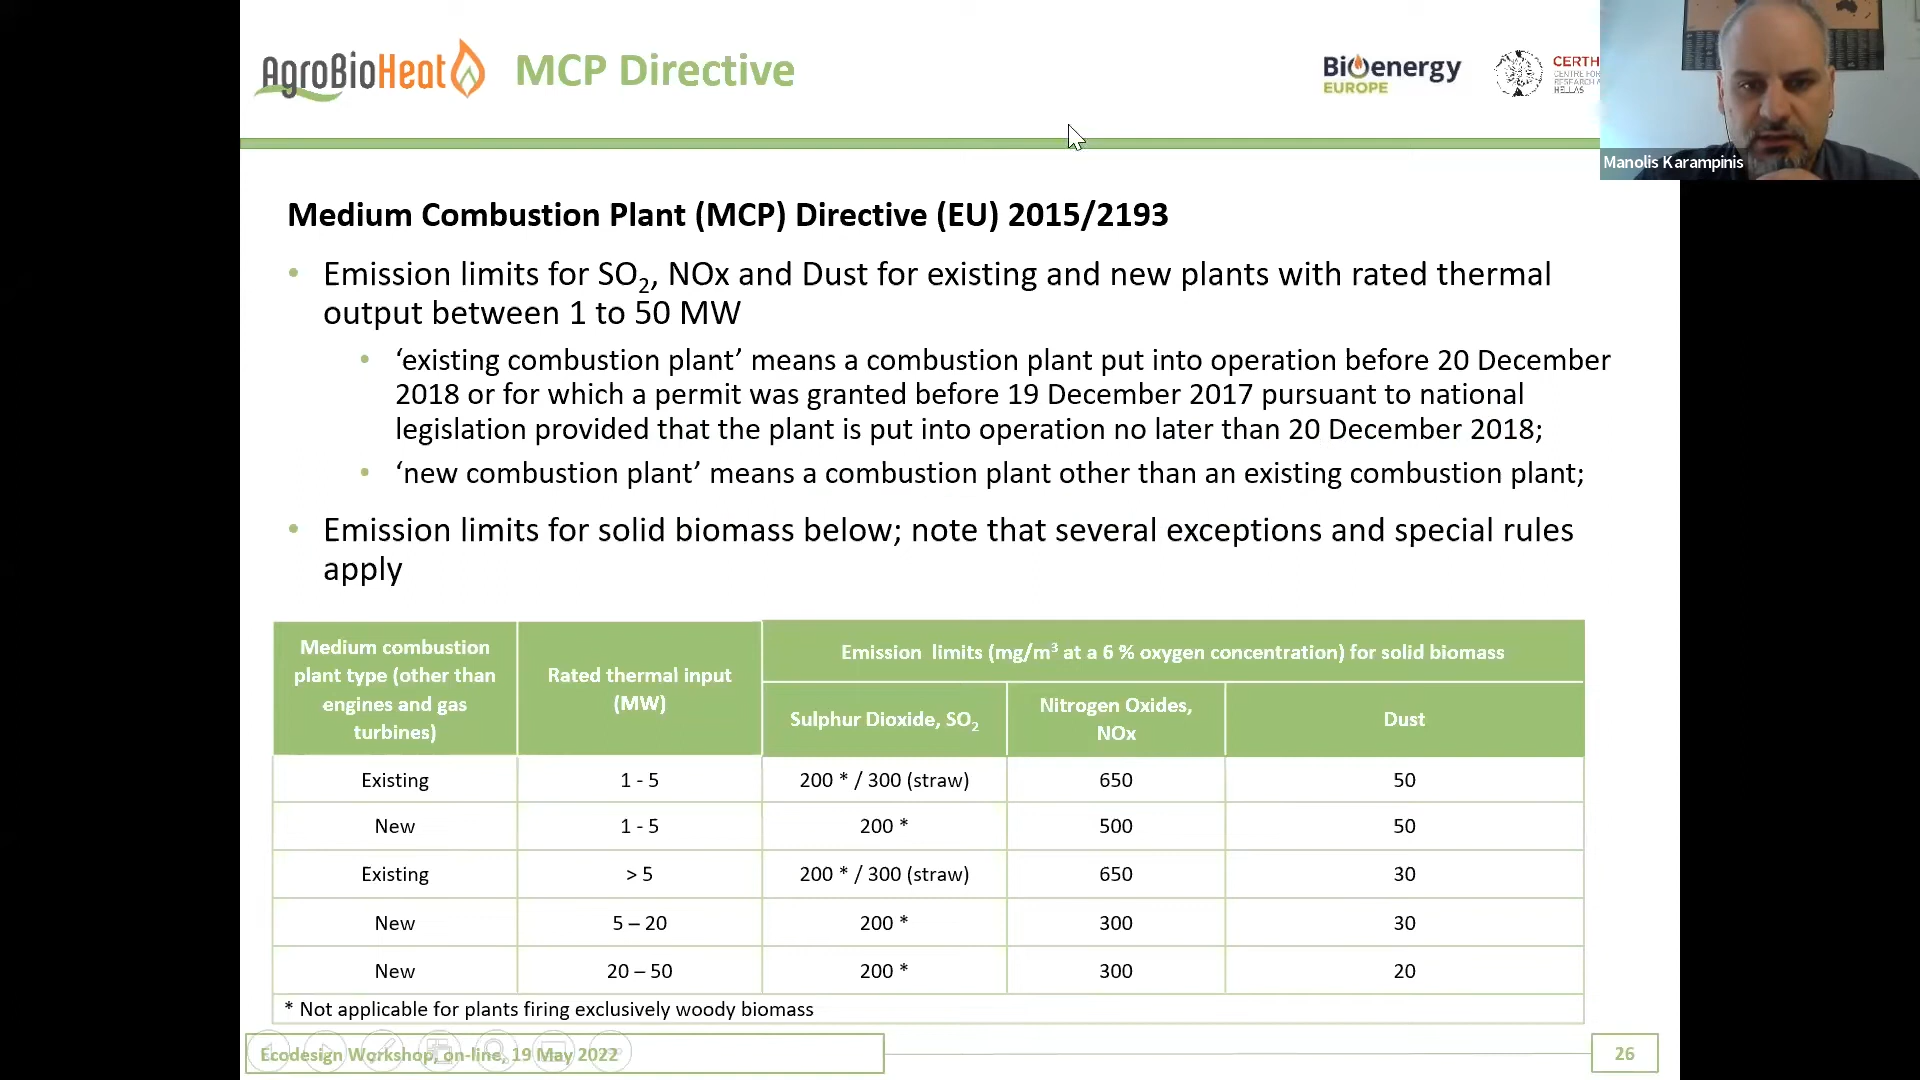 AgroBioHeat
MCP Directive
Bioenergy
EUROPE
CERTH
CENTRE FOR
RESEARCH &
HELLAS
Manolis Karampinis
Medium Combustion Plant (MCP) Directive (EU) 2015/2193
• Emission limits for SO2, NOx and Dust for existing and new plants with rated thermal
output between 1 to 50 MW
• ‘existing combustion plant’ means a combustion plant put into operation before 20 December
2018 or for which a permit was granted before 19 December 2017 pursuant to national
legislation provided that the plant is put into operation no later than 20 December 2018;
• ‘new combustion plant’ means a combustion plant other than an existing combustion plant;
• Emission limits for solid biomass below; note that several exceptions and special rules
apply
Medium combustion
plant type (other than
engines and gas
turbines)
Rated thermal input
(MW)
Emission limits (mg/m³ at a 6 % oxygen concentration) for solid biomass
Sulphur Dioxide, SO2
Nitrogen Oxides,
NOx
Dust
Existing 1 - 5 200 * / 300 (straw) 650 50
New 1 - 5 200 * 500 50
Existing > 5 200 * / 300 (straw) 650 30
New 5 – 20 200 * 300 30
New 20 – 50 200 * 300 20
* Not applicable for plants firing exclusively woody biomass
Ecodesign Workshop, on-line, 19 May 2022
26